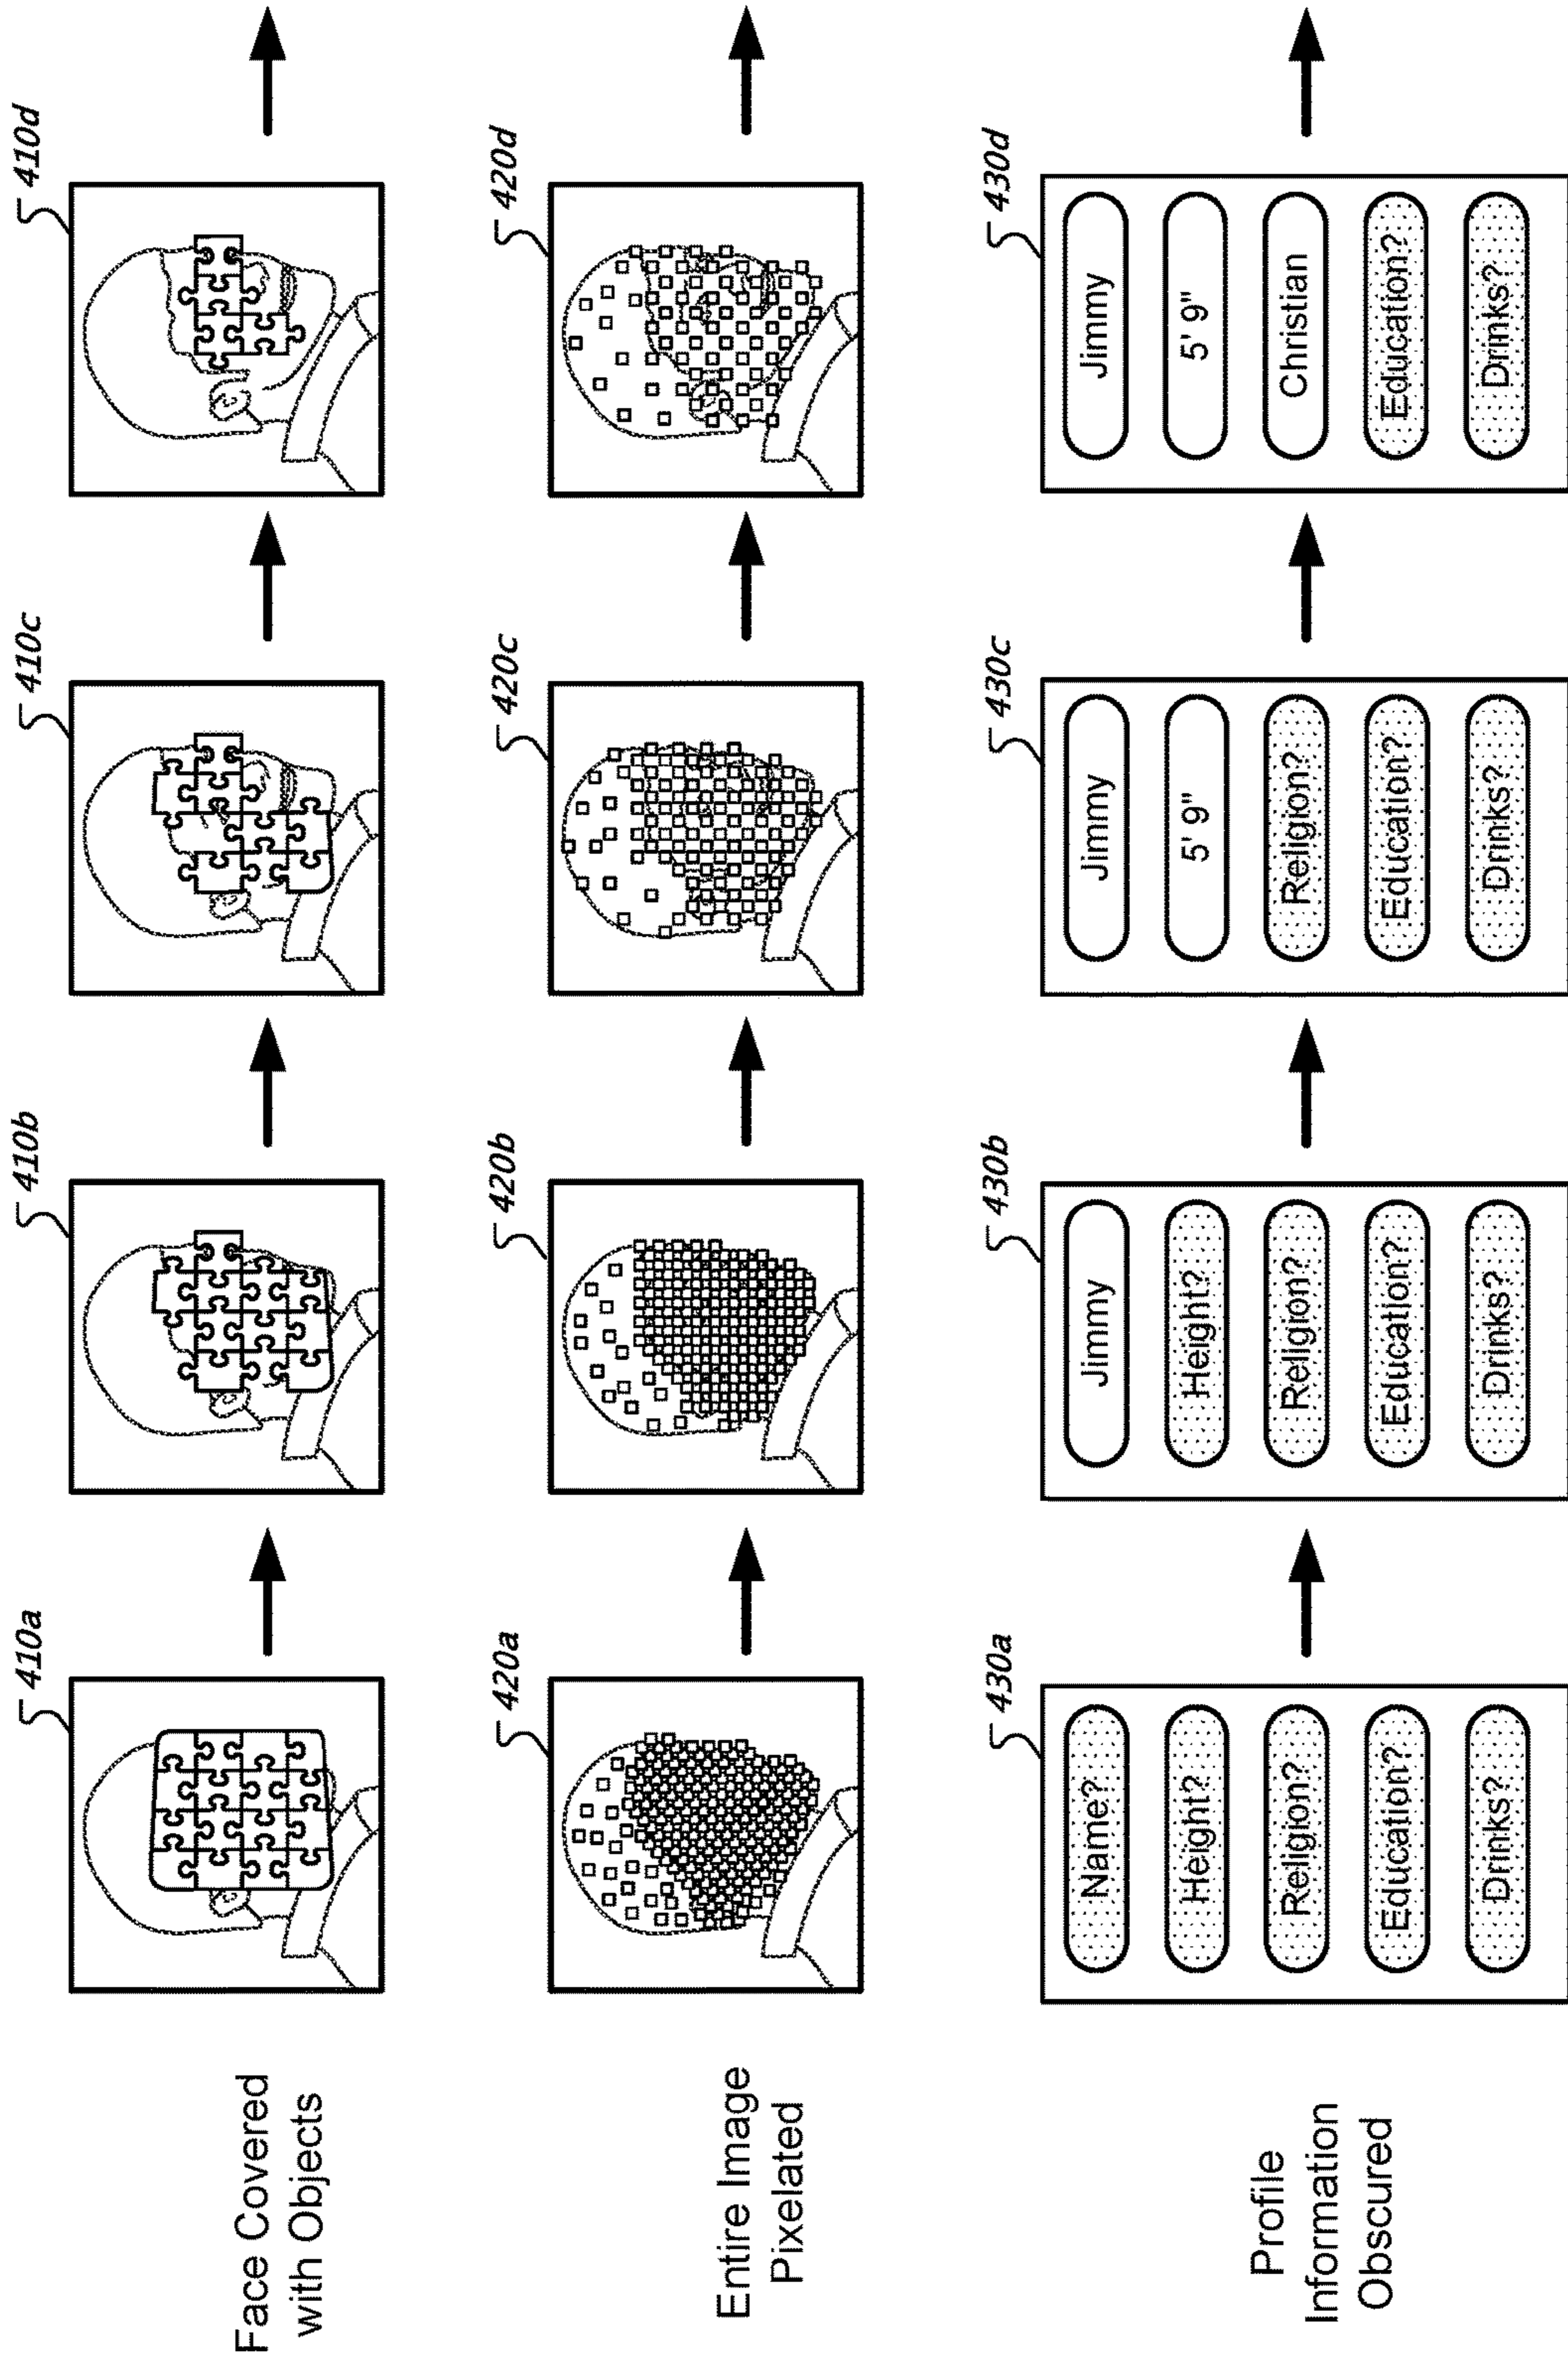 Face Covered
with Objects
410a
410b
410c
410d
Entire Image
Pixelated
420a
420b
420c
420d
Profile
Information
Obscured
430a
Name?
Height?
Religion?
Education?
Drinks?
430b
Jimmy
Height?
Religion?
Education?
Drinks?
430c
Jimmy
5' 9"
Religion?
Education?
Drinks?
430d
Jimmy
5' 9"
Christian
Education?
Drinks?